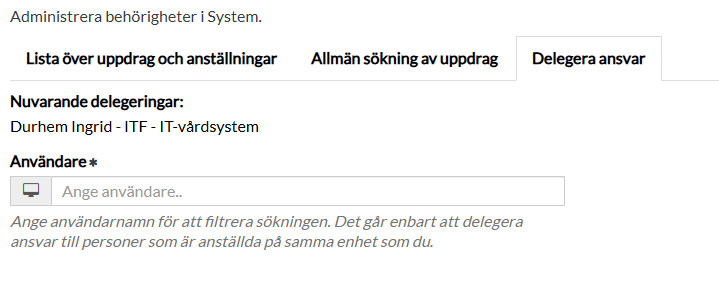 Administrera behörigheter i System.
Lista över uppdrag och anställningar Allmän sökning av uppdrag Delegera ansvar
Nuvarande delegeringar:
Durhem Ingrid - ITF - IT-vårdsystem
Användare *
Ange användare..
Ange användarnamn för att filtrera sökningen. Det går enbart att delegera
ansvar till personer som är anställda på samma enhet som du.